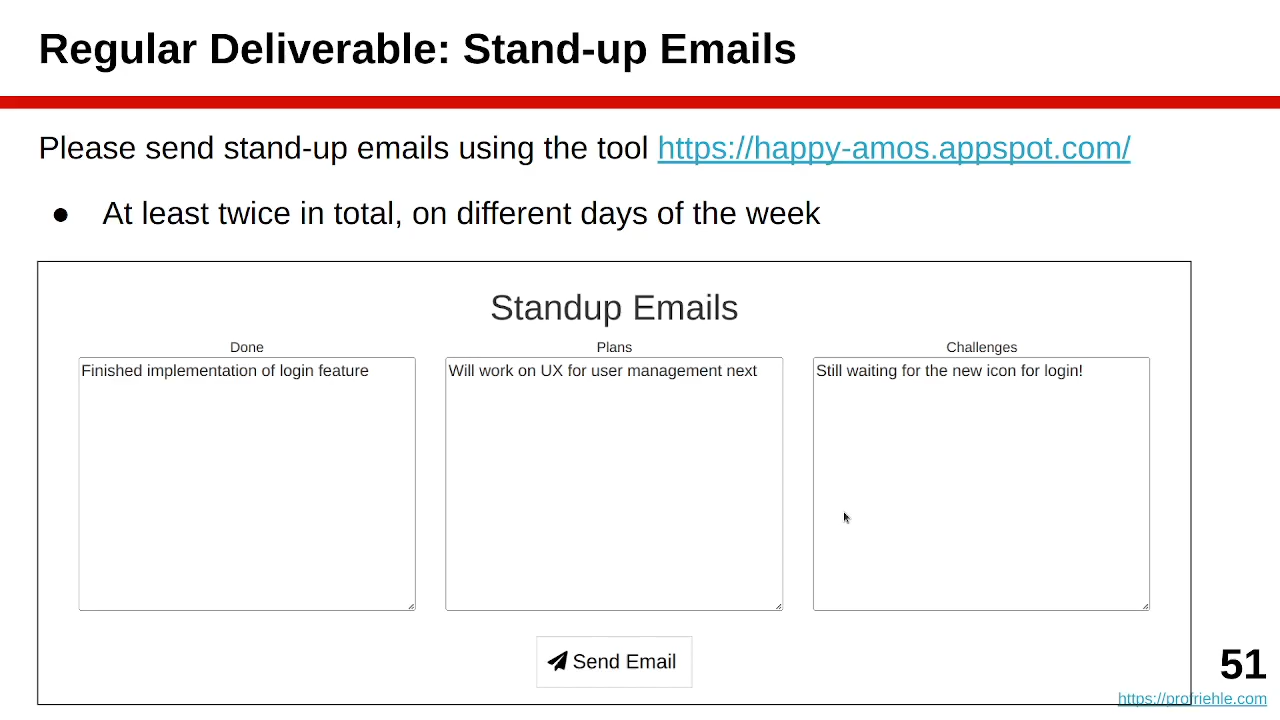 Regular Deliverable: Stand-up Emails
Please send stand-up emails using the tool https://happy-amos.appspot.com/
● At least twice in total, on different days of the week
Standup Emails
Done Plans Challenges
Finished implementation of login feature Will work on UX for user management next Still waiting for the new icon for login!
Send Email
51
https://profriehle.com